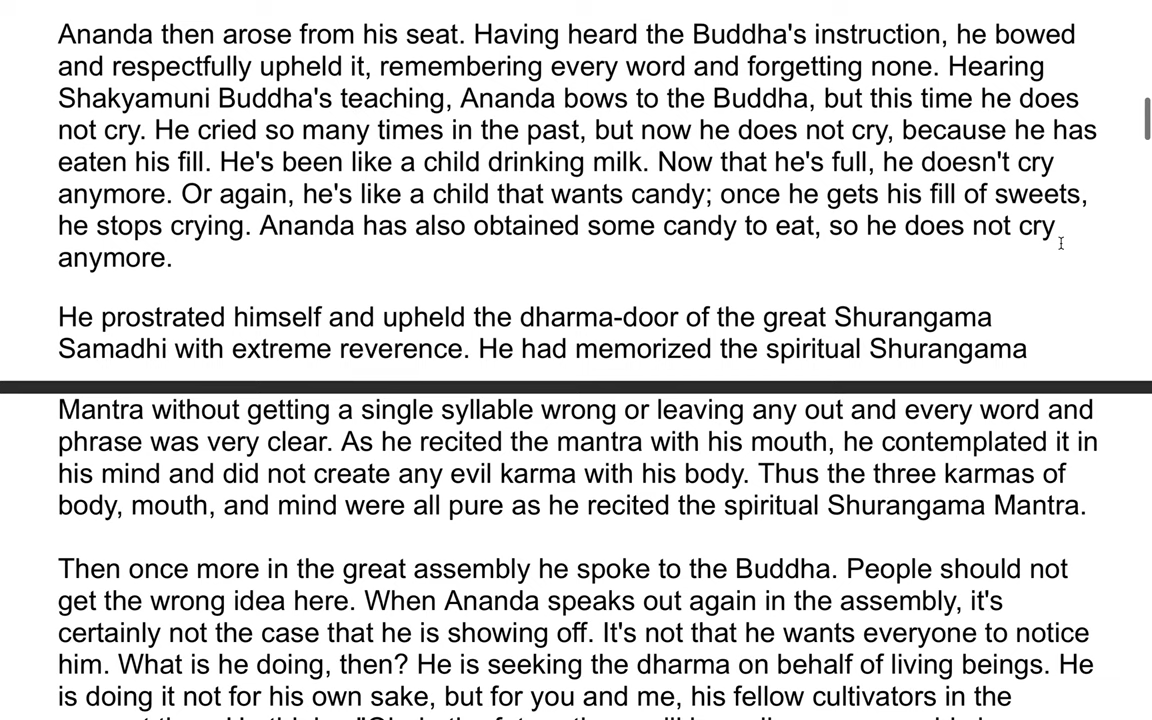 Ananda then arose from his seat. Having heard the Buddha's instruction, he bowed
and respectfully upheld it, remembering every word and forgetting none. Hearing
Shakyamuni Buddha's teaching, Ananda bows to the Buddha, but this time he does
not cry. He cried so many times in the past, but now he does not cry, because he has
eaten his fill. He's been like a child drinking milk. Now that he's full, he doesn't cry
anymore. Or again, he's like a child that wants candy; once he gets his fill of sweets,
he stops crying. Ananda has also obtained some candy to eat, so he does not cry
anymore.
He prostrated himself and upheld the dharma-door of the great Shurangama
Samadhi with extreme reverence. He had memorized the spiritual Shurangama
Mantra without getting a single syllable wrong or leaving any out and every word and
phrase was very clear. As he recited the mantra with his mouth, he contemplated it in
his mind and did not create any evil karma with his body. Thus the three karmas of
body, mouth, and mind were all pure as he recited the spiritual Shurangama Mantra.
Then once more in the great assembly he spoke to the Buddha. People should not
get the wrong idea here. When Ananda speaks out again in the assembly, it's
certainly not the case that he is showing off. It's not that he wants everyone to notice
him. What is he doing, then? He is seeking the dharma on behalf of living beings. He
is doing it not for his own sake, but for you and me, his fellow cultivators in the